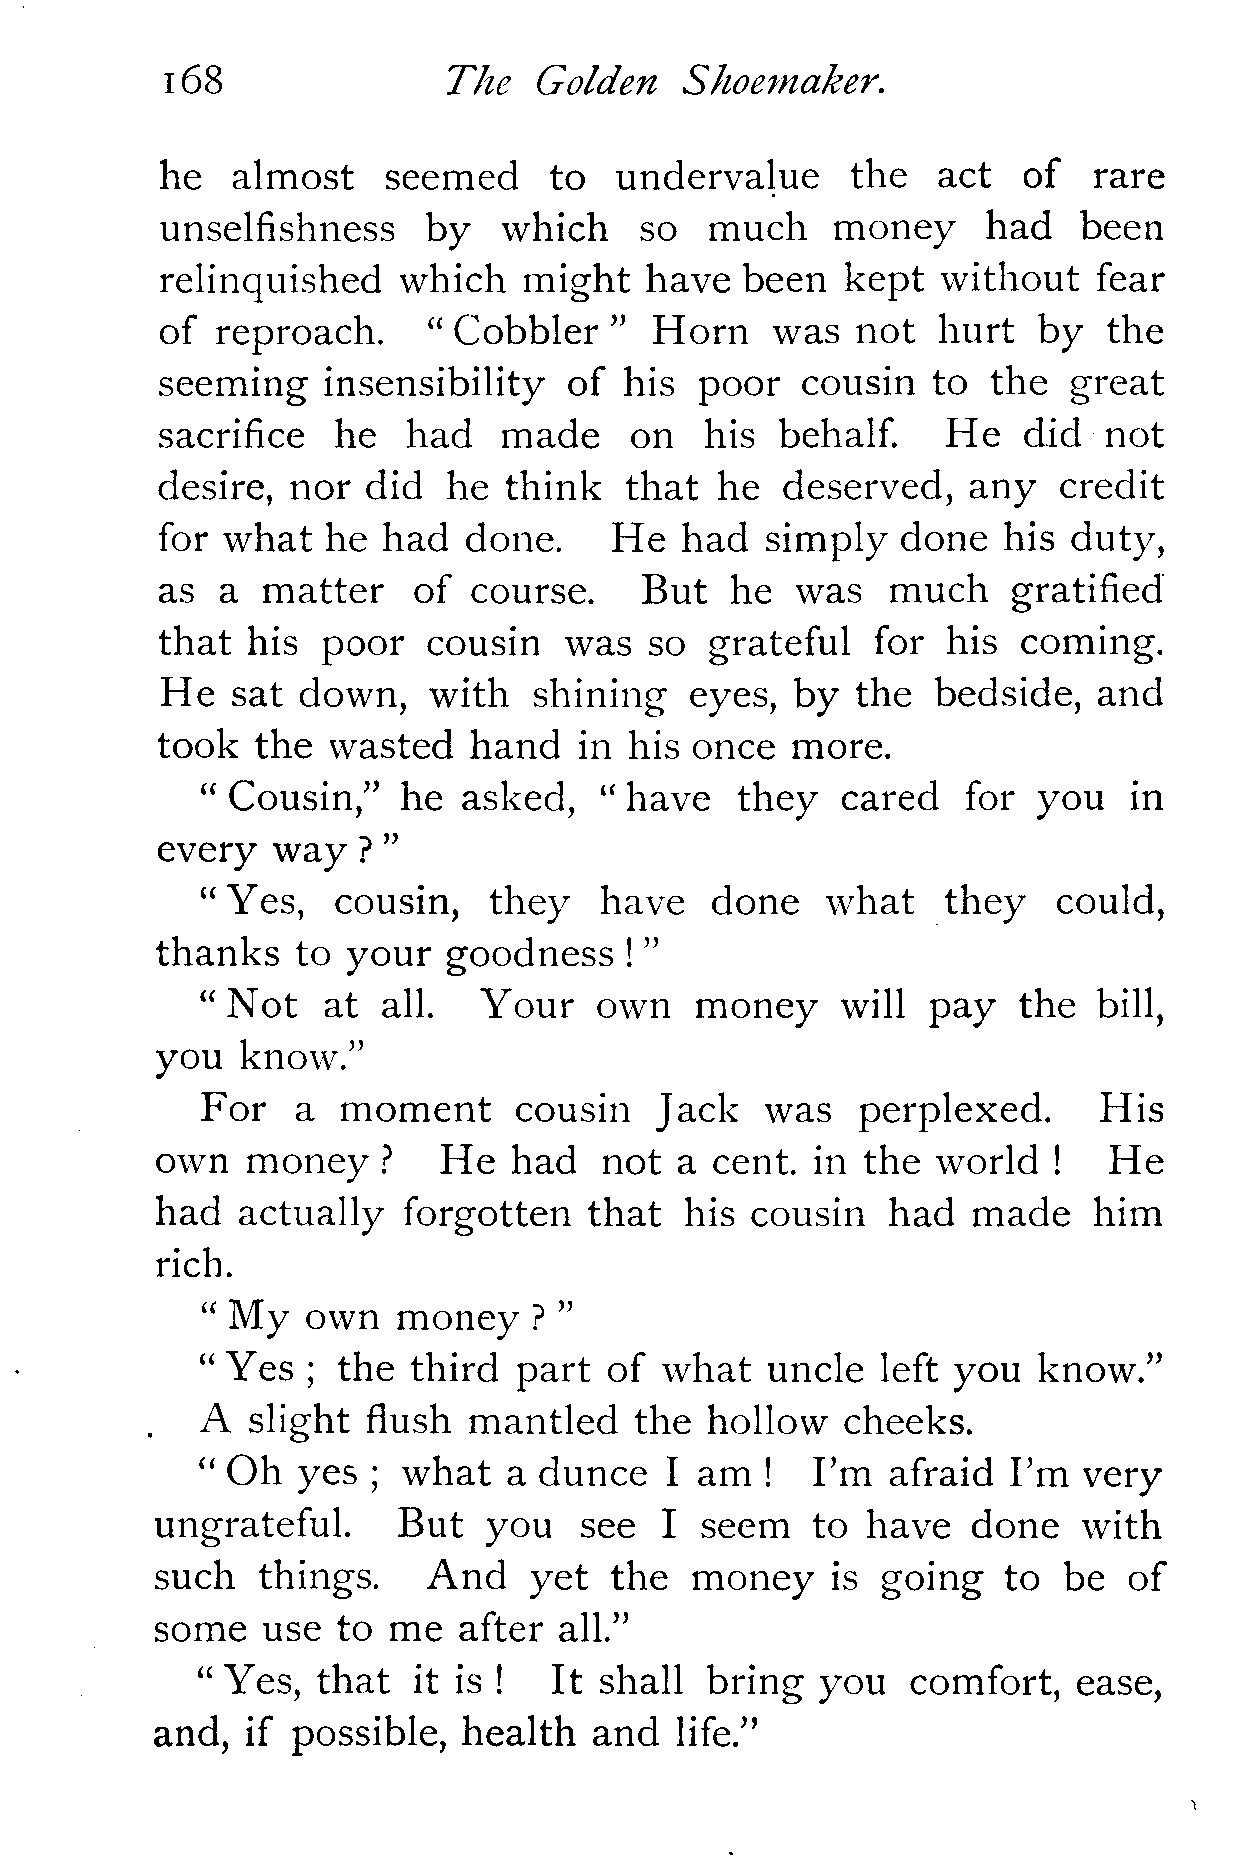 168 The Golden Shoemaker.
he almost seemed to undervalue the act of rare
unselfishness by which so much money had been
relinquished which might have been kept without fear
of reproach. " Cobbler " Horn was not hurt by the
seeming insensibility of his poor cousin to the great
sacrifice he had made on his behalf. He did not
desire, nor did he think that he deserved, any credit
for what he had done. He had simply done his duty,
as a matter of course. But he was much gratified
that his poor cousin was so grateful for his coming.
He sat down, with shining eyes, by the bedside, and
took the wasted hand in his once more.
" Cousin," he asked, " have they cared for you in
every way ? "
" Yes, cousin, they have done what they could,
thanks to your goodness ! "
" Not at all. Your own money will pay the bill,
you know."
For a moment cousin Jack was perplexed. His
own money ? He had not a cent. in the world ! He
had actually forgotten that his cousin had made him
rich.
" My own money ? "
" Yes ; the third part of what uncle left you know."
A slight flush mantled the hollow cheeks.
" Oh yes ; what a dunce I am ! I'm afraid I'm very
ungrateful. But you see I seem to have done with
such things. And yet the money is going to be of
some use to me after all."
" Yes, that it is ! It shall bring you comfort, ease,
and, if possible, health and life."